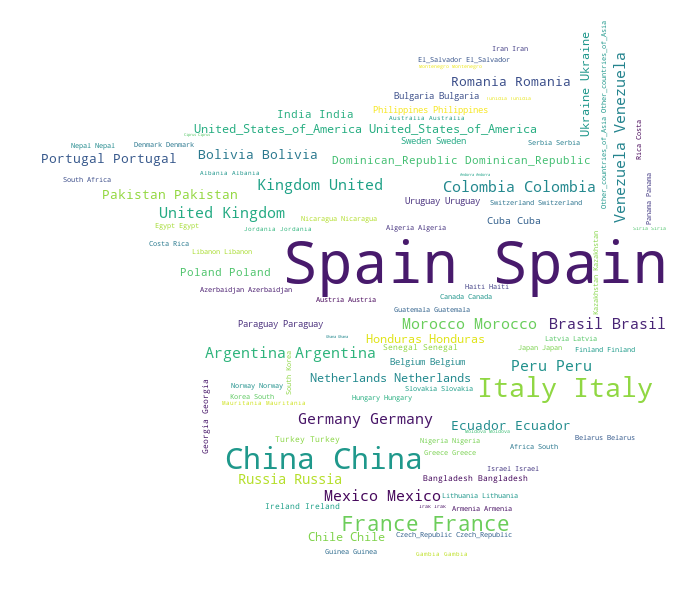 Iran Iran
El_Salvador El_Salvador
Romania Romania
Bulgaria Bulgaria
Philippines Philippines
Australia Australia
India India
United_States_of_America United_States_of_America
Ukraine Ukraine
Other_countries_of_Asia Other_countries_of_Asia
Venezuela Venezuela
Rica Costa
Panama Panama
Sweden Sweden
Serbia Serbia
Nepal Nepal
Denmark Denmark
Portugal Portugal
Bolivia Bolivia
Dominican_Republic Dominican_Republic
Albania Albania
South Africa
Kingdom United
Colombia Colombia
Pakistan Pakistan
Uruguay Uruguay
Switzerland Switzerland
United Kingdom
Nicaragua Nicaragua
Cuba Cuba
Egypt Egypt
Jordania Jordania
Algeria Algeria
Siria Siria
Costa Rica
Libanon Libanon
Kazakhstan Kazakhstan
Spain Spain
Poland Poland
Azerbaidjan Azerbaidjan
Haiti Haiti
Austria Austria
Canada Canada
Guatemala Guatemala
Paraguay Paraguay
Morocco Morocco
Brasil Brasil
Honduras Honduras
Latvia Latvia
Senegal Senegal
Japan Japan
Finland Finland
Argentina Argentina
South Korea
Belgium Belgium
Peru Peru
Netherlands Netherlands
Norway Norway
Slovakia Slovakia
Italy Italy
Korea South
Hungary Hungary
Mauritania Mauritania
Georgia Georgia
Germany Germany
Ecuador Ecuador
Moldova Moldova
Turkey Turkey
Nigeria Nigeria
Belarus Belarus
Africa South
Greece Greece
China China
Israel Israel
Russia Russia
Bangladesh Bangladesh
Mexico Mexico
Lithuania Lithuania
Ireland Ireland
Irak Irak
Armenia Armenia
France France
Chile Chile
Czech_Republic Czech_Republic
Guinea Guinea
Gambia Gambia